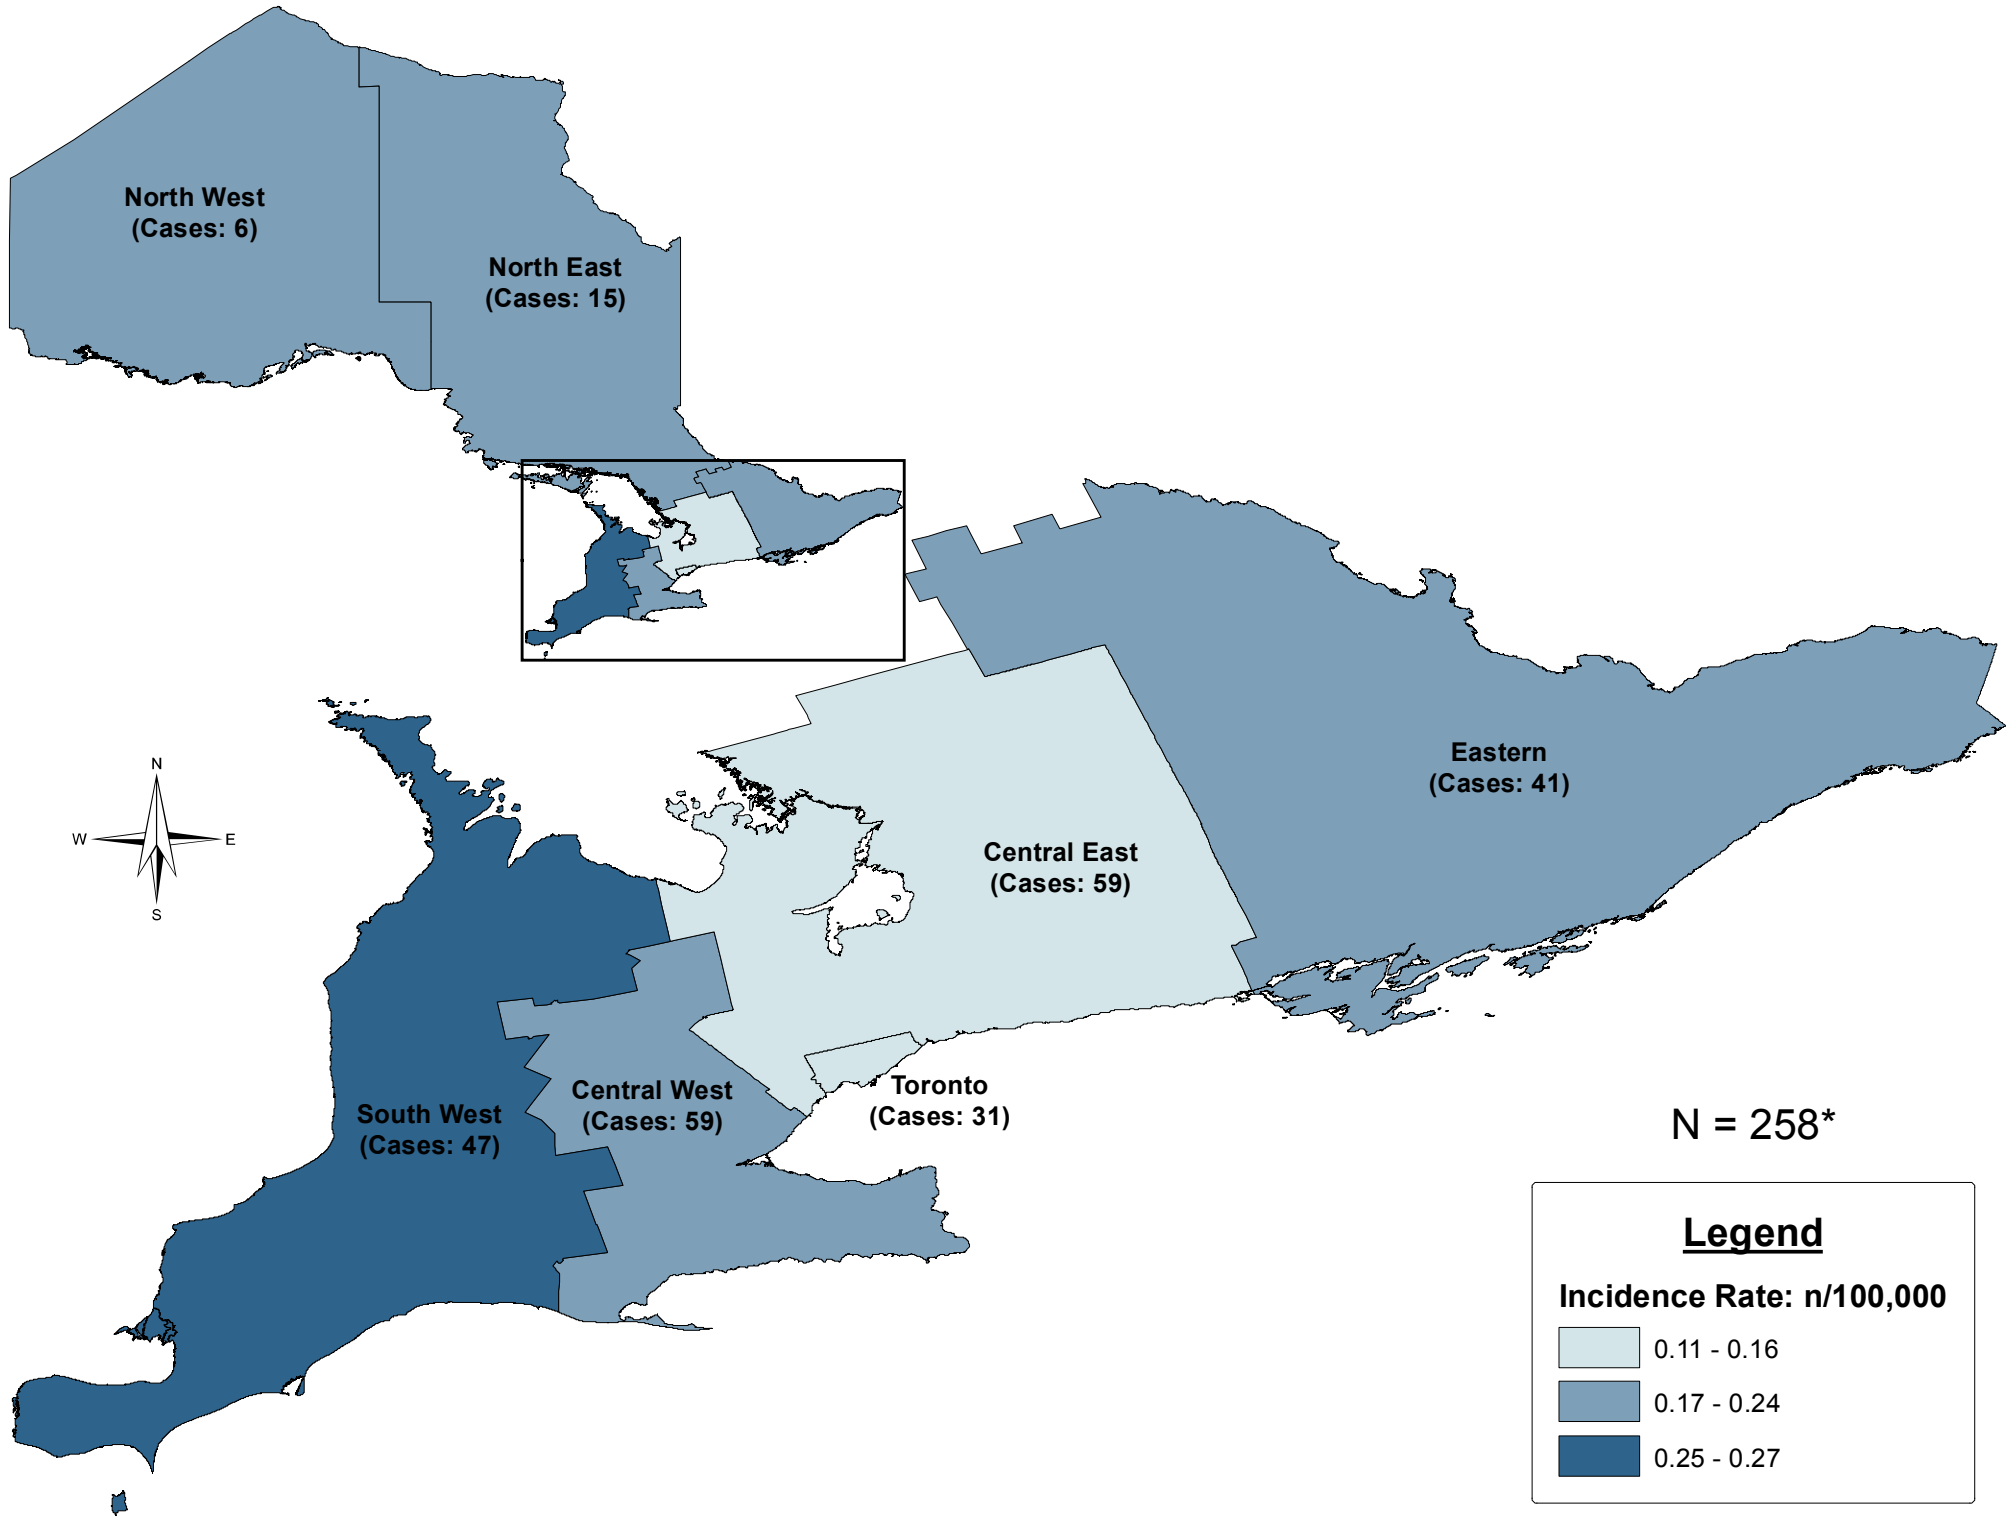 North West
(Cases: 6)
North East
(Cases: 15)
Eastern
(Cases: 41)
N
W
E
S
Central East
(Cases: 59)
Central West
(Cases: 59)
Toronto
(Cases: 31)
South West
(Cases: 47)
N = 258*
Legend
Incidence Rate: n/100,000
0.11 - 0.16
0.17 - 0.24
0.25 - 0.27